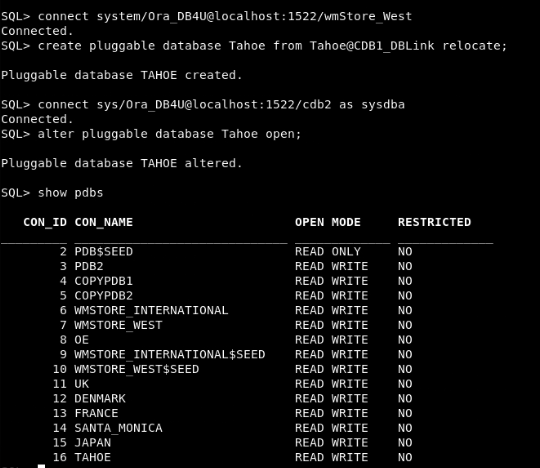 SQL> connect system/Ora_DB4U@localhost:1522/wmStore_West
Connected.
SQL> create pluggable database Tahoe from Tahoe@CDB1_DBLink relocate;
Pluggable database TAHOE created.
SQL> connect sys/Ora_DB4U@localhost:1522/cdb2 as sysdba
Connected.
SQL> alter pluggable database Tahoe open;
Pluggable database TAHOE altered.
SQL> show pdbs
CON_ID CON_NAME OPEN MODE RESTRICTED
2 PDB$SEED READ ONLY NO
3 PDB2 READ WRITE NO
4 COPYPDB1 READ WRITE NO
5 COPYPDB2 READ WRITE NO
6 WMSTORE_INTERNATIONAL READ WRITE NO
7 WMSTORE_WEST READ WRITE NO
8 OE READ WRITE NO
9 WMSTORE_INTERNATIONAL$SEED READ WRITE NO
10 WMSTORE_WEST$SEED READ WRITE NO
11 UK READ WRITE NO
12 DENMARK READ WRITE NO
13 FRANCE READ WRITE NO
14 SANTA_MONICA READ WRITE NO
15 JAPAN READ WRITE NO
16 TAHOE READ WRITE NO